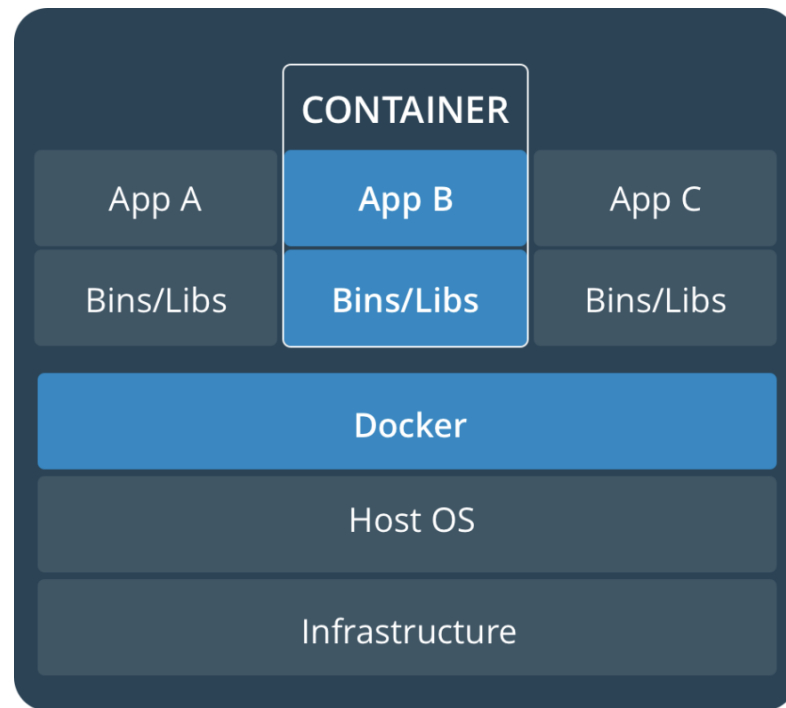 CONTAINER
App A
App B
App C
Bins/Libs
Bins/Libs
Bins/Libs
Docker
Host OS
Infrastructure